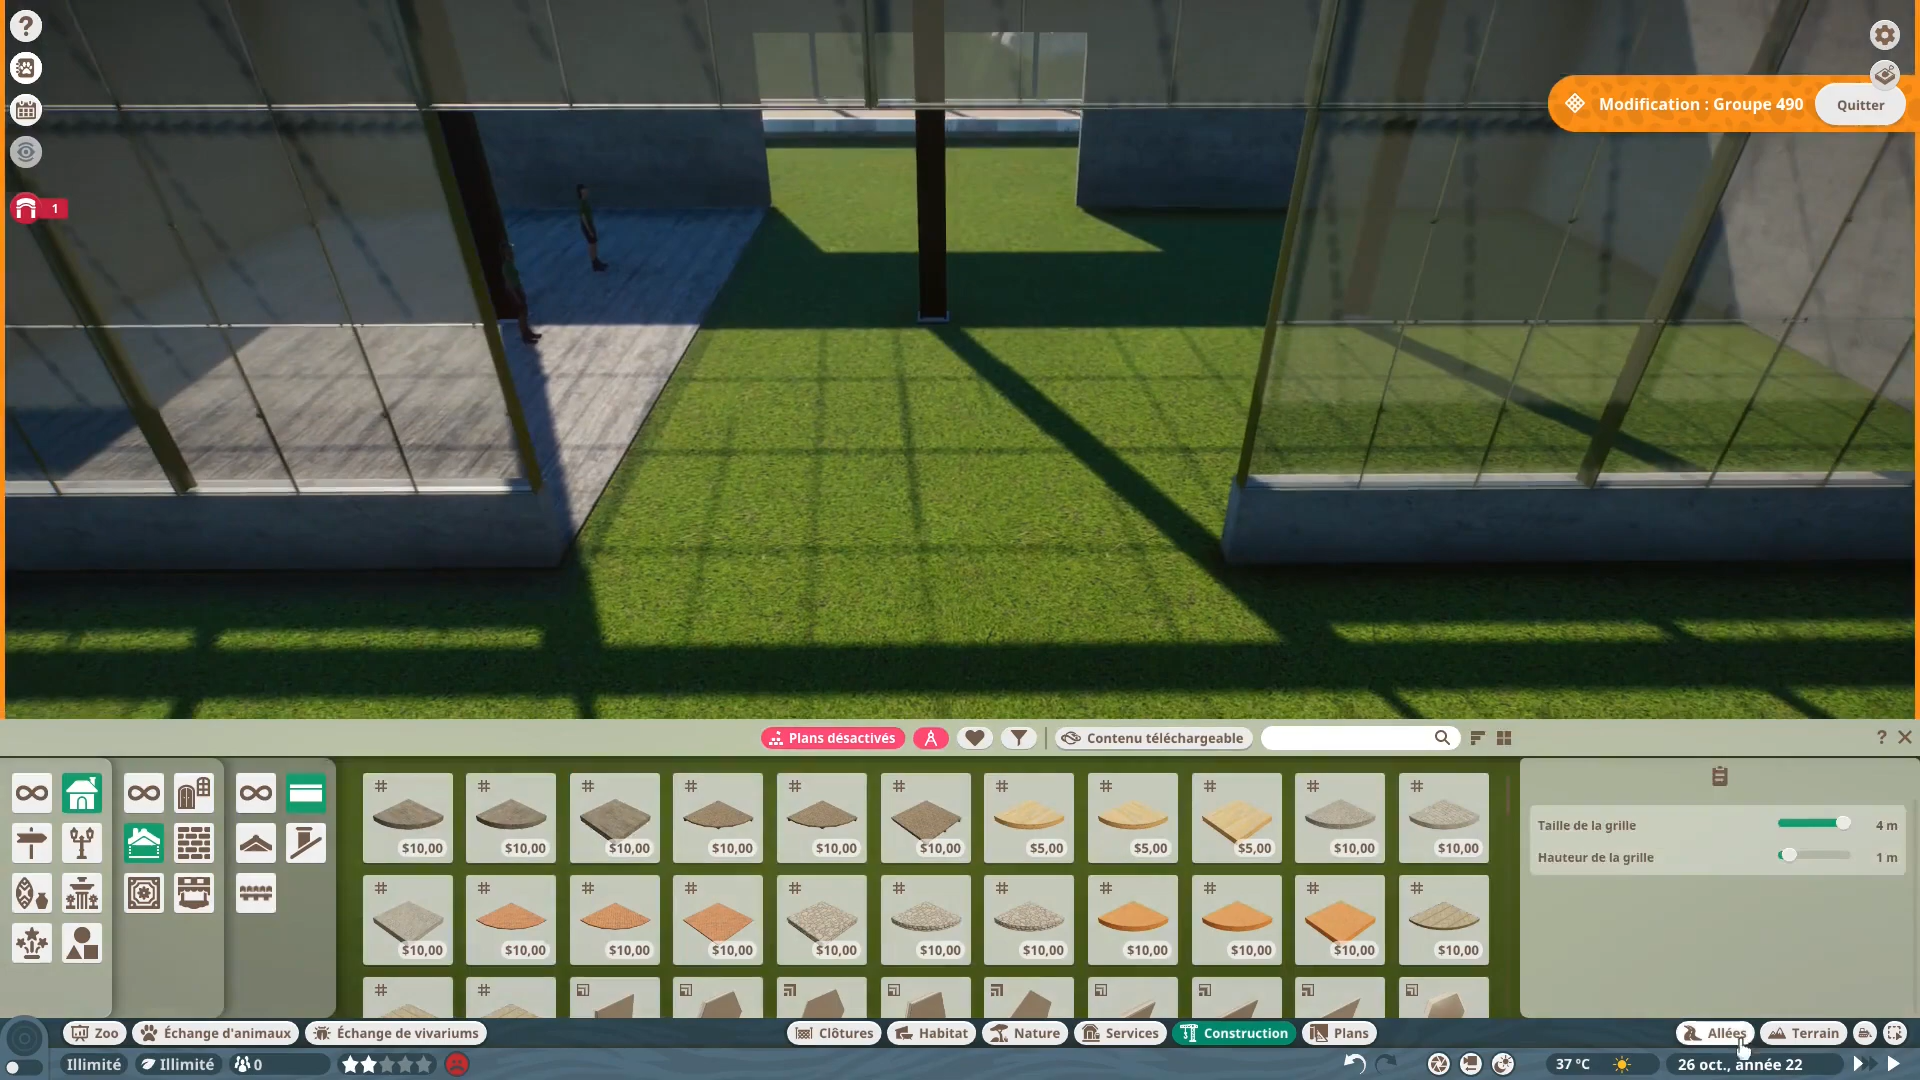 Modification : Groupe 490
Quitter
1
Plans désactivés
Contenu téléchargeable
$10,00 $10,00 $10,00 $10,00 $10,00 $10,00 $5,00 $5,00 $5,00 $10,00 $10,00
$10,00 $10,00 $10,00 $10,00 $10,00 $10,00 $10,00 $10,00 $10,00 $10,00 $10,00
Taille de la grille 4 m
Hauteur de la grille 1 m
Zoo Échange d'animaux Échange de vivariums Clôtures Habitat Nature Services Construction Plans Allées Terrain
Illimité Illimité 0 37 °C 26 oct., année 22